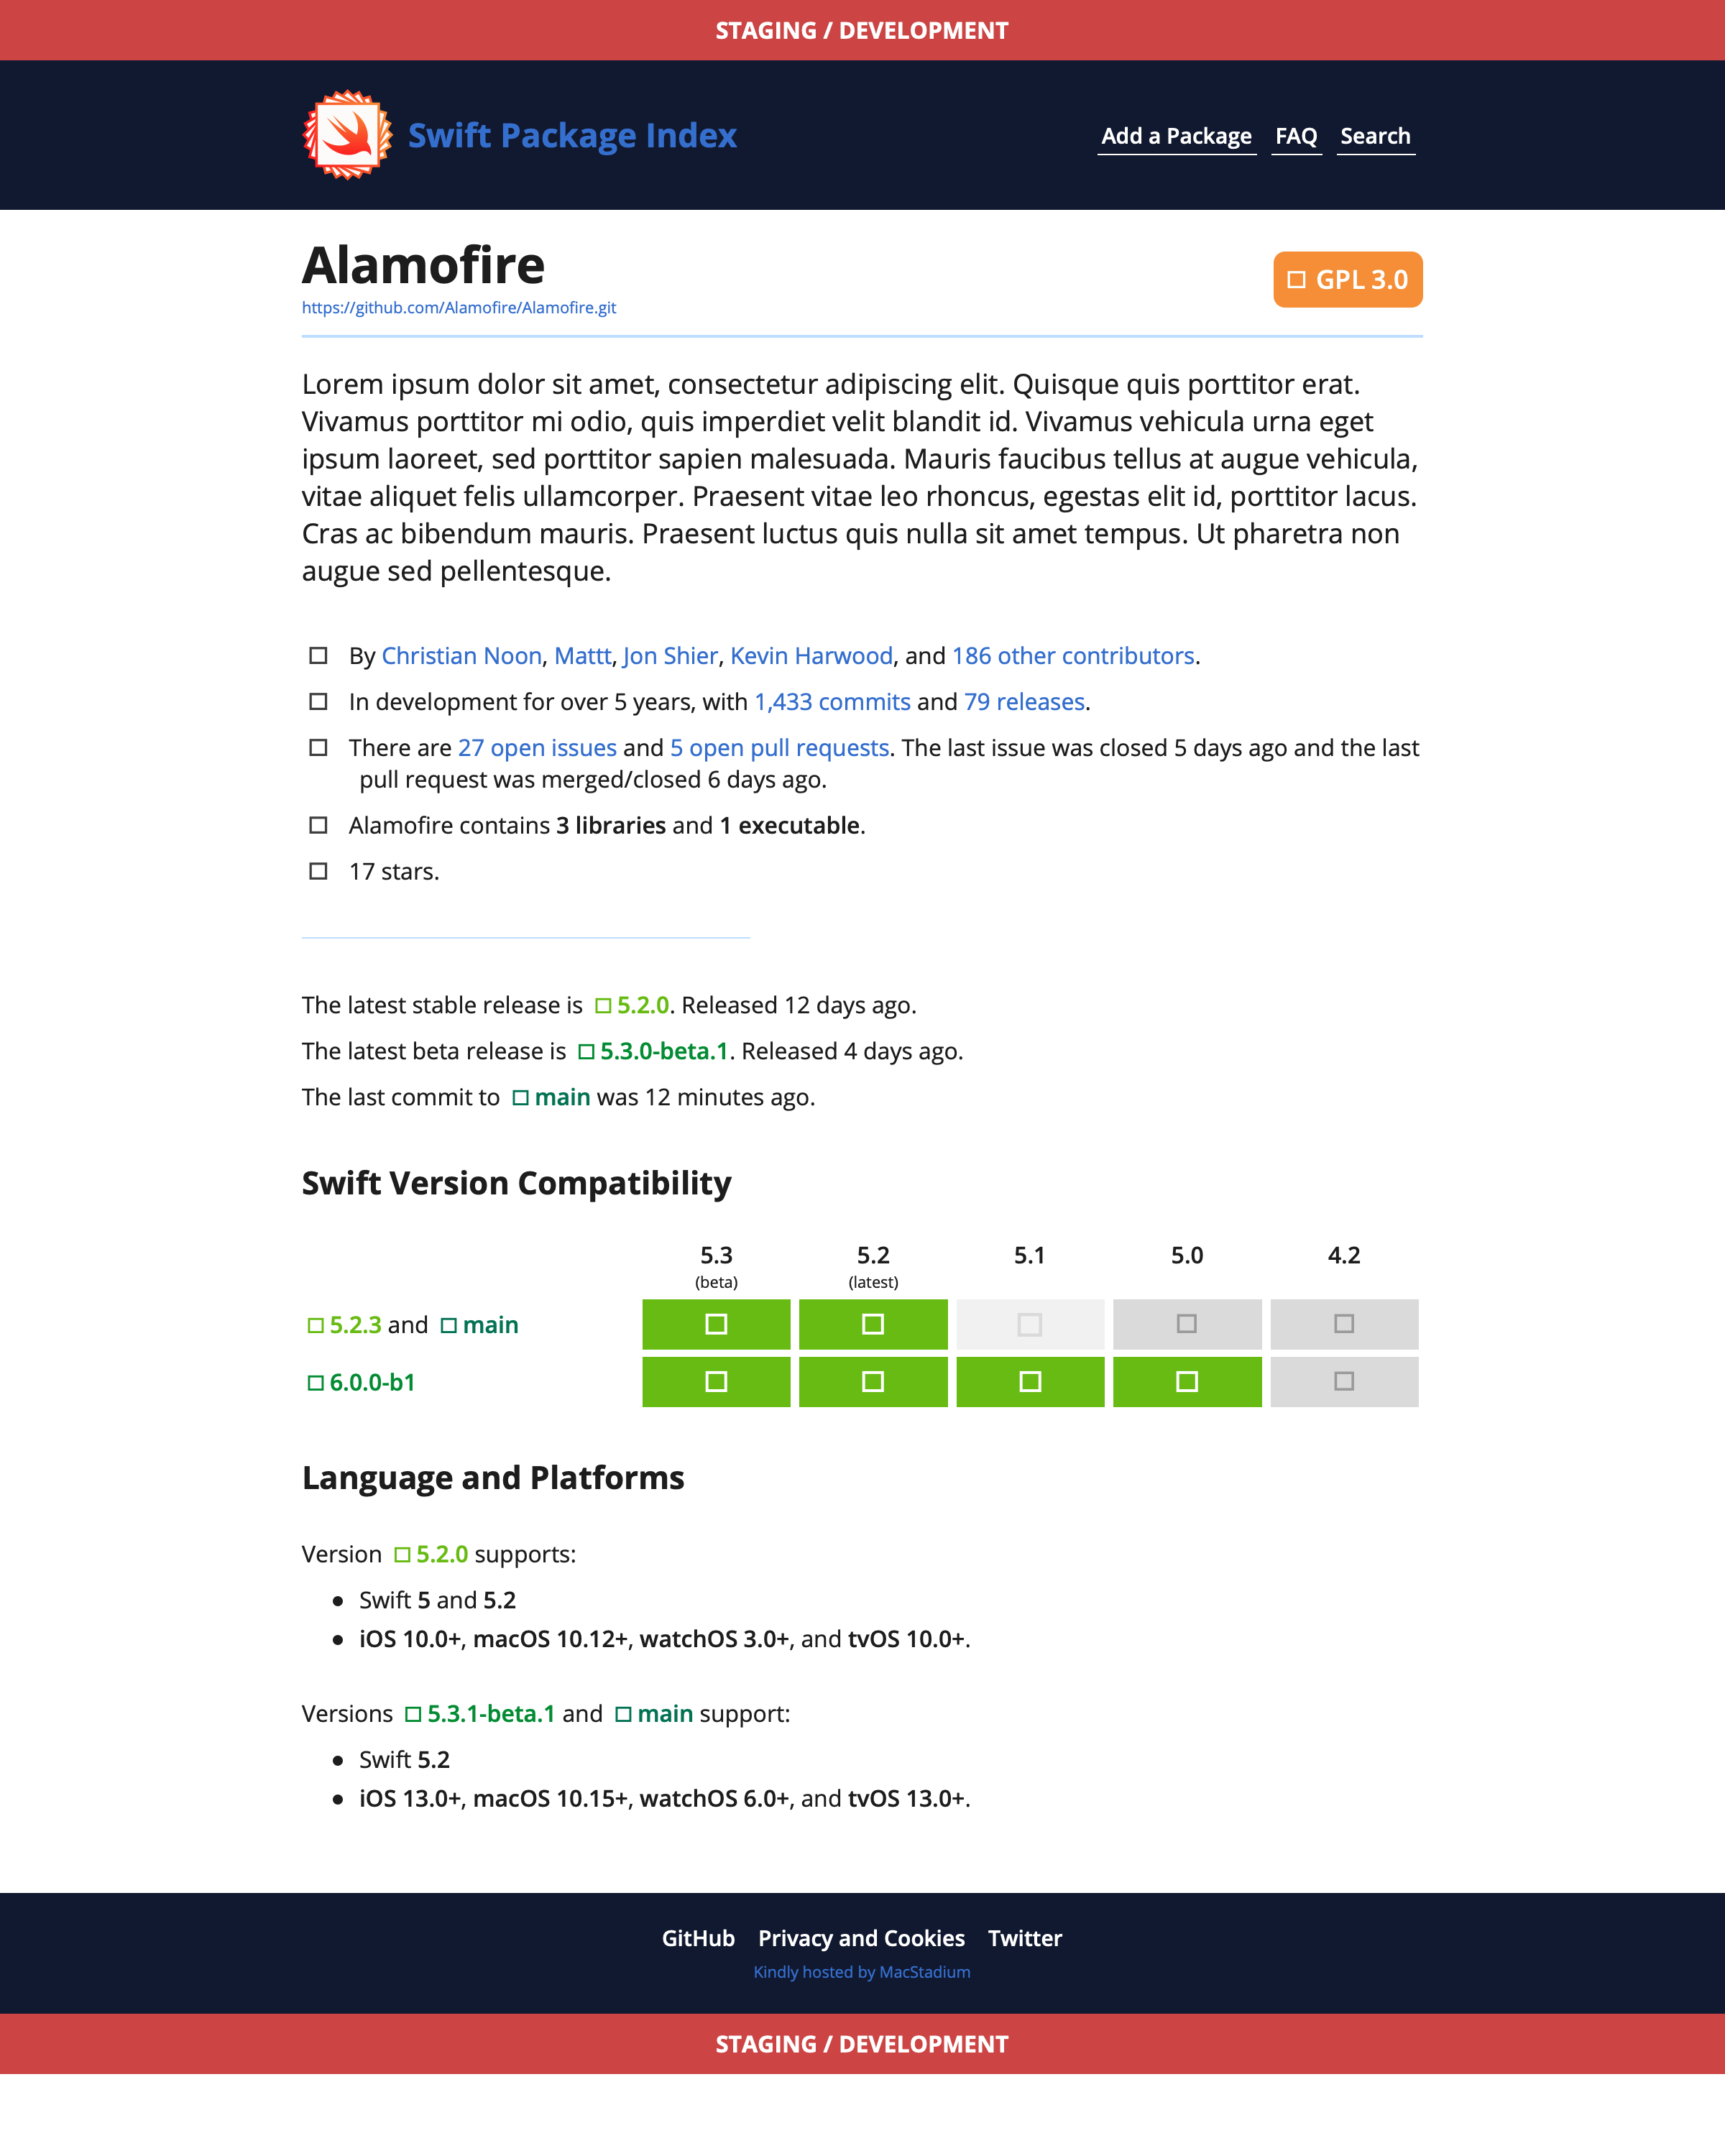 STAGING / DEVELOPMENT
Swift Package Index
Add a Package FAQ Search
Alamofire
GPL 3.0
https://github.com/Alamofire/Alamofire.git
Lorem ipsum dolor sit amet, consectetur adipiscing elit. Quisque quis porttitor erat.
Vivamus porttitor mi odio, quis imperdiet velit blandit id. Vivamus vehicula urna eget
ipsum laoreet, sed porttitor sapien malesuada. Mauris faucibus tellus at augue vehicula,
vitae aliquet felis ullamcorper. Praesent vitae leo rhoncus, egestas elit id, porttitor lacus.
Cras ac bibendum mauris. Praesent luctus quis nulla sit amet tempus. Ut pharetra non
augue sed pellentesque.
By Christian Noon, Mattt, Jon Shier, Kevin Harwood, and 186 other contributors.
In development for over 5 years, with 1,433 commits and 79 releases.
There are 27 open issues and 5 open pull requests. The last issue was closed 5 days ago and the last
pull request was merged/closed 6 days ago.
Alamofire contains 3 libraries and 1 executable.
17 stars.
The latest stable release is 5.2.0. Released 12 days ago.
The latest beta release is 5.3.0-beta.1. Released 4 days ago.
The last commit to main was 12 minutes ago.
Swift Version Compatibility
5.3 5.2 5.1 5.0 4.2
(beta) (latest)
5.2.3 and main
6.0.0-b1
Language and Platforms
Version 5.2.0 supports:
• Swift 5 and 5.2
• iOS 10.0+, macOS 10.12+, watchOS 3.0+, and tvOS 10.0+.
Versions 5.3.1-beta.1 and main support:
• Swift 5.2
• iOS 13.0+, macOS 10.15+, watchOS 6.0+, and tvOS 13.0+.
GitHub Privacy and Cookies Twitter
Kindly hosted by MacStadium
STAGING / DEVELOPMENT